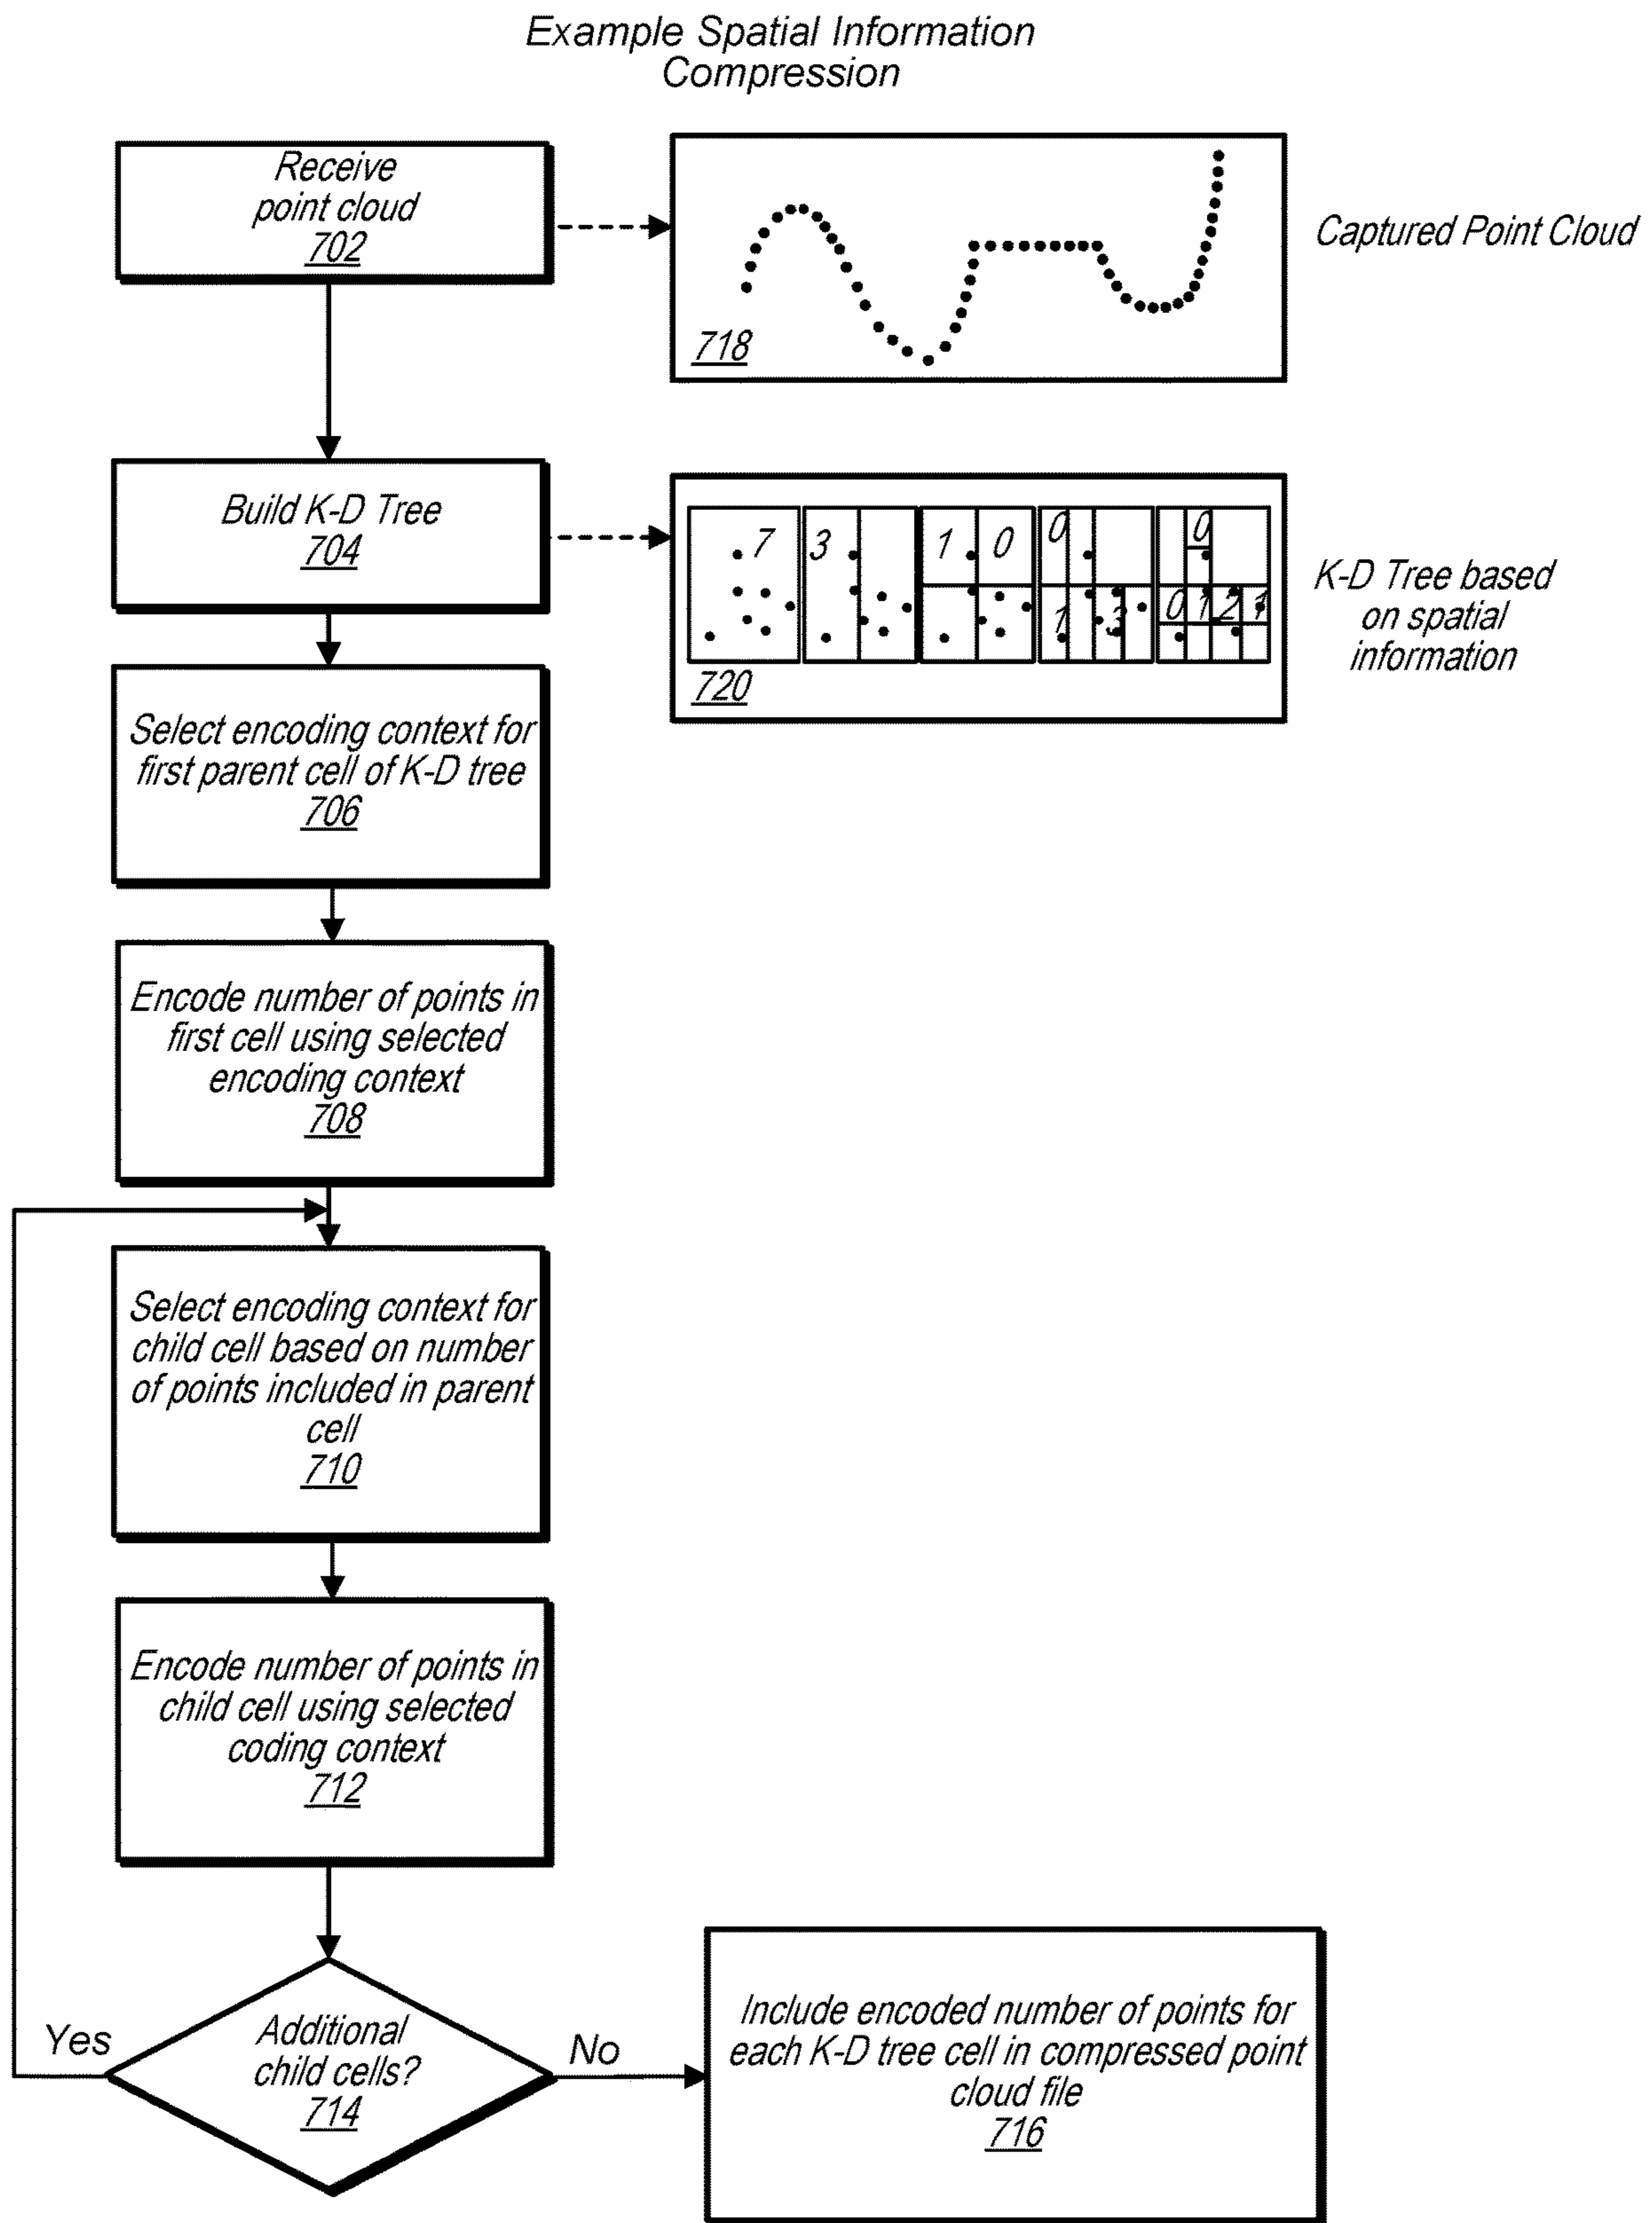 Example Spatial Information
Compression
Receive
point cloud
702
718
Captured Point Cloud
Build K-D Tree
704
7
3
1 0
0
1 3
0
0 1 2 1
720
K-D Tree based
on spatial
information
Select encoding context for
first parent cell of K-D tree
706
Encode number of points in
first cell using selected
encoding context
708
Select encoding context for
child cell based on number
of points included in parent
cell
710
Encode number of points in
child cell using selected
coding context
712
Yes
Additional
child cells?
714
No
Include encoded number of points for
each K-D tree cell in compressed point
cloud file
716